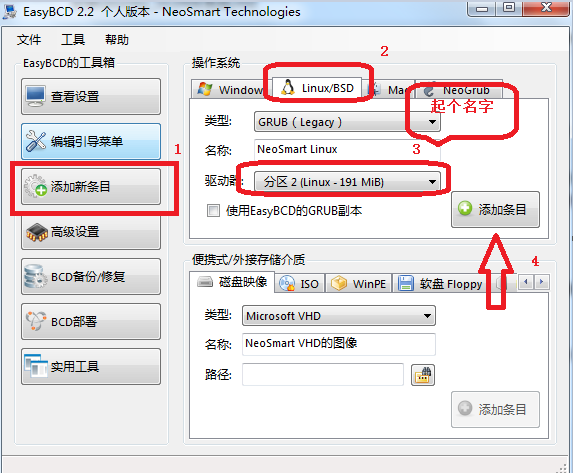 EasyBCD 2.2 个人版本 - NeoSmart Technologies
文件 工具 帮助
EasyBCD的工具箱
查看设置
编辑引导菜单
1
添加新条目
高级设置
BCD备份/修复
BCD部署
实用工具
操作系统
2
Window
Linux/BSD
Mac
NeoGrub
起个名字
类型:
GRUB ( Legacy )
名称:
NeoSmart Linux
3
驱动器:
分区 2 (Linux - 191 MiB)
使用EasyBCD的GRUB副本
添加条目
4
便携式/外接存储介质
磁盘映像
ISO
WinPE
软盘 Floppy
类型:
Microsoft VHD
名称:
NeoSmart VHD的图像
路径:
添加条目